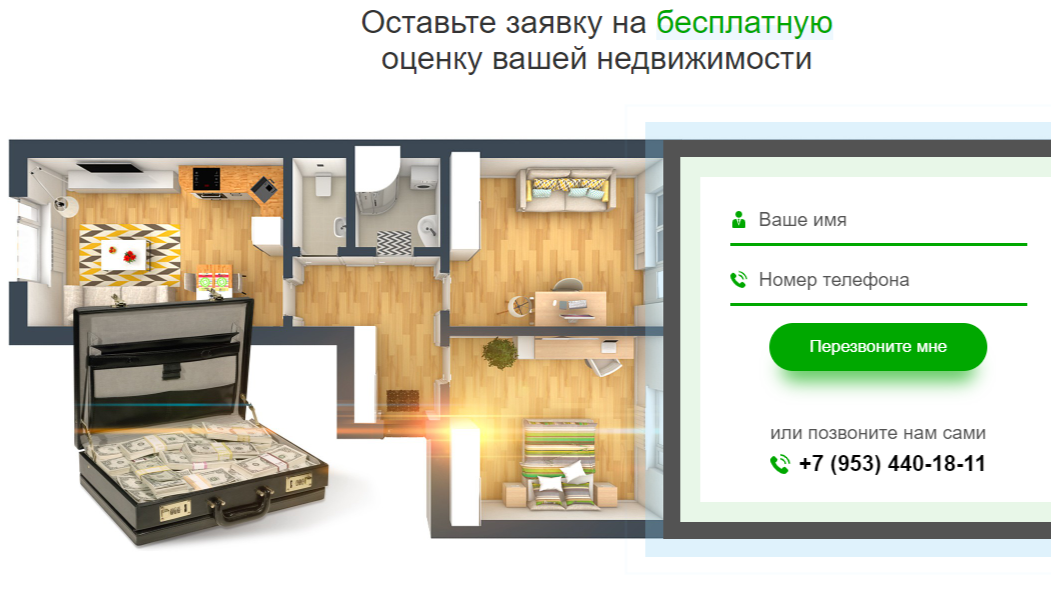 Оставьте заявку на бесплатную
оценку вашей недвижимости
Ваше имя
Номер телефона
Перезвоните мне
или позвоните нам сами
+7 (953) 440-18-11